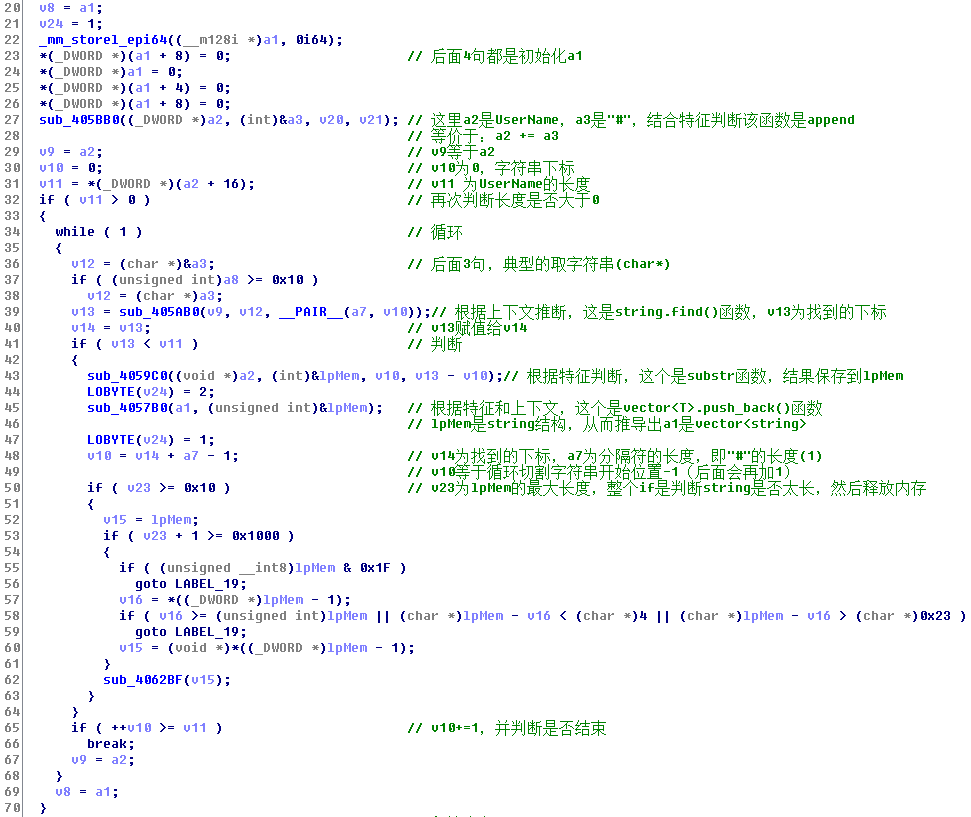 20 v8 = a1;
21 v24 = 1;
22 _mm_storel_epi64((__m128i *)a1, 0i64);
23 *(_DWORD *)(a1 + 8) = 0; // 后面4句都是初始化a1
24 *(_DWORD *)a1 = 0;
25 *(_DWORD *)(a1 + 4) = 0;
26 *(_DWORD *)(a1 + 8) = 0;
27 sub_405BB0((_DWORD *)a2, (int)&a3, v20, v21); // 这里a2是UserName，a3是"#"，结合特征判断该函数是append
28 // 等价于：a2 += a3
29 v9 = a2; // v9等于a2
30 v10 = 0; // v10为0，字符串下标
31 v11 = *(_DWORD *)(a2 + 16); // v11 为UserName的长度
32 if ( v11 > 0 ) // 再次判断长度是否大于0
33 {
34 while ( 1 ) // 循环
35 {
36 v12 = (char *)&a3; // 后面3句，典型的取字符串(char*)
37 if ( (unsigned int)a8 >= 0x10 )
38 v12 = (char *)a3;
39 v13 = sub_405AB0(v9, v12, __PAIR__(a7, v10));// 根据上下文推断，这是string.find()函数，v13为找到的下标
40 v14 = v13; // v13赋值给v14
41 if ( v13 < v11 ) // 判断
42 {
43 sub_4059C0((void *)a2, (int)&lpMem, v10, v13 - v10);// 根据特征判断，这个是substr函数，结果保存到lpMem
44 LOBYTE(v24) = 2;
45 sub_4057B0(a1, (unsigned int)&lpMem); // 根据特征和上下文，这个是vector<T>.push_back()函数
46 // lpMem是string结构，从而推导出a1是vector<string>
47 LOBYTE(v24) = 1;
48 v10 = v14 + a7 - 1; // v14为找到的下标，a7为分隔符的长度，即"#"的长度(1)
49 // v10等于循环切割字符串开始位置-1（后面会再加1）
50 if ( v23 >= 0x10 ) // v23为lpMem的最大长度，整个if是判断string是否太长，然后释放内存
51 {
52 v15 = lpMem;
53 if ( v23 + 1 >= 0x1000 )
54 {
55 if ( (unsigned __int8)lpMem & 0x1F )
56 goto LABEL_19;
57 v16 = *((_DWORD *)lpMem - 1);
58 if ( v16 >= (unsigned int)lpMem || (char *)lpMem - v16 < (char *)4 || (char *)lpMem - v16 > (char *)0x23 )
59 goto LABEL_19;
60 v15 = (void *)*((_DWORD *)lpMem - 1);
61 }
62 sub_4062BF(v15);
63 }
64 }
65 if ( ++v10 >= v11 ) // v10+=1，并判断是否结束
66 break;
67 v9 = a2;
68 }
69 v8 = a1;
70 }